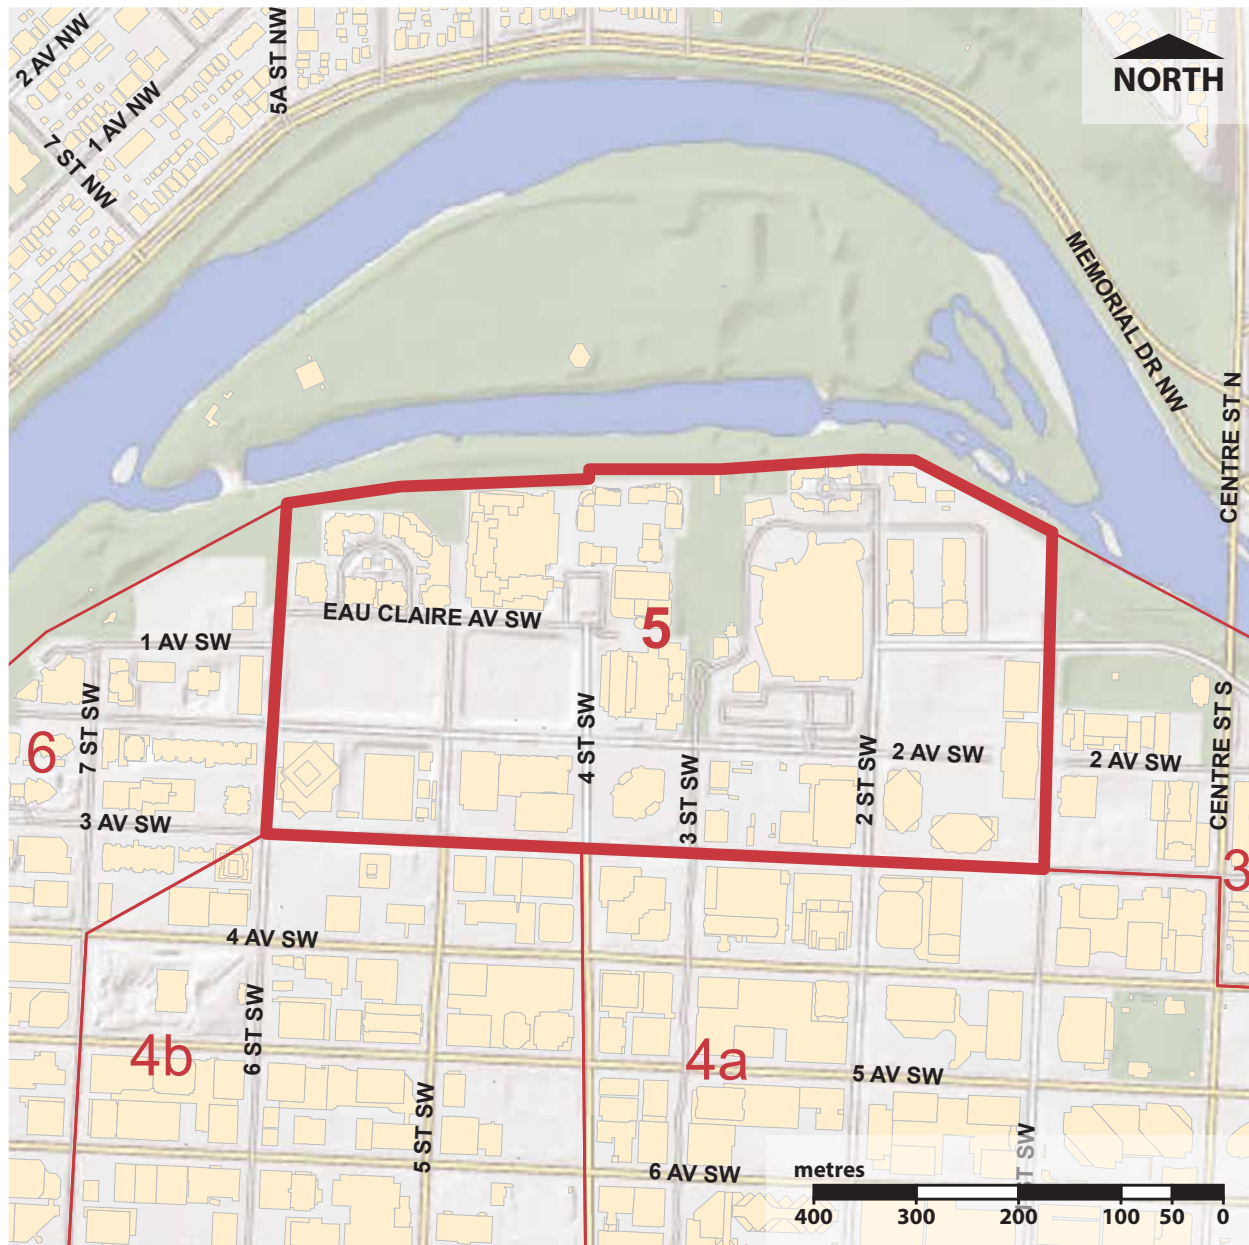 2 AV NW
5A ST NW
NORTH
1 AV NW
7 ST NW
MEMORIAL DR NW
CENTRE ST N
EAU CLAIRE AV SW
5
1 AV SW
7 ST SW
4 ST SW
CENTRE ST S
6
3 ST SW
2 ST SW
2 AV SW
2 AV SW
3 AV SW
3
4 AV SW
6 ST SW
4b
4a
5 AV SW
5 ST SW
ST SW
6 AV SW
metres
400 300 200 100 50 0